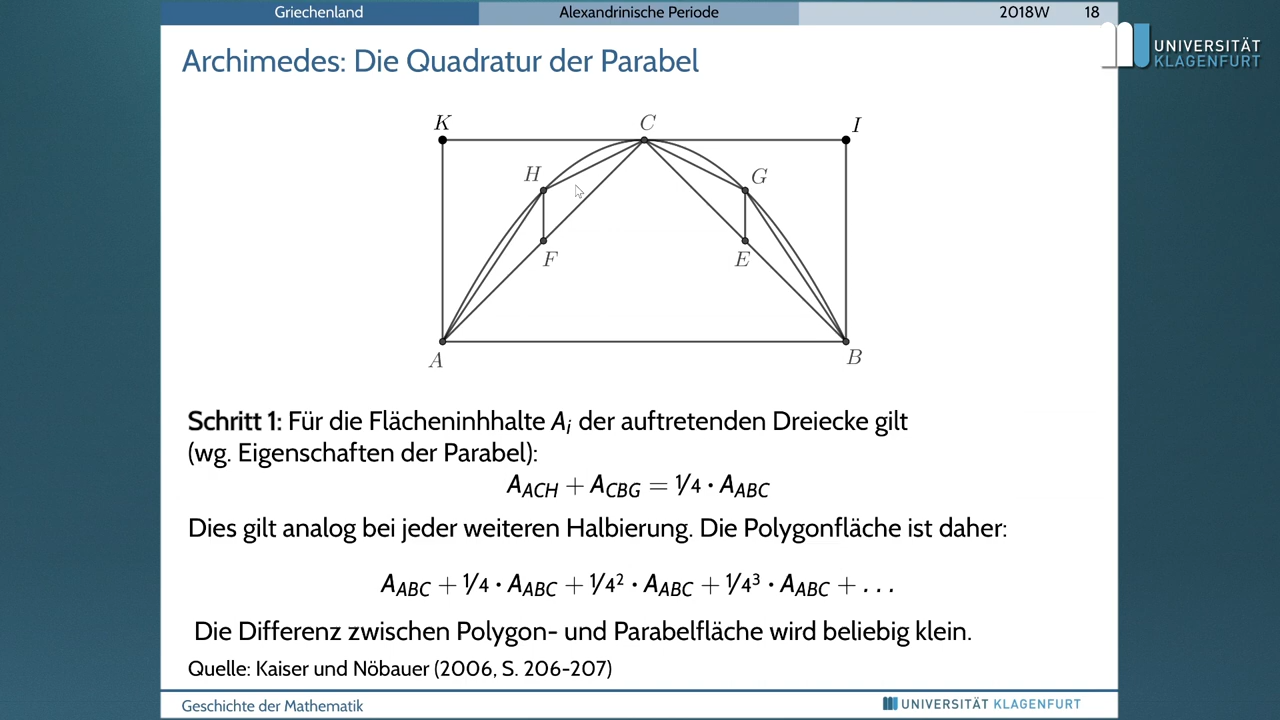 Griechenland Alexandrinische Periode 2018W 18
UNIVERSITÄT
KLAGENFURT
Archimedes: Die Quadratur der Parabel
K C I
H G
F E
A B
Schritt 1: Für die Flächeninhhalte Aᵢ der auftretenden Dreiecke gilt
(wg. Eigenschaften der Parabel):
A_ACH + A_CBG = 1/4 · A_ABC
Dies gilt analog bei jeder weiteren Halbierung. Die Polygonfläche ist daher:
A_ABC + 1/4 · A_ABC + 1/4² · A_ABC + 1/4³ · A_ABC + . . .
Die Differenz zwischen Polygon- und Parabelfläche wird beliebig klein.
Quelle: Kaiser und Nöbauer (2006, S. 206-207)
Geschichte der Mathematik UNIVERSITÄT KLAGENFURT